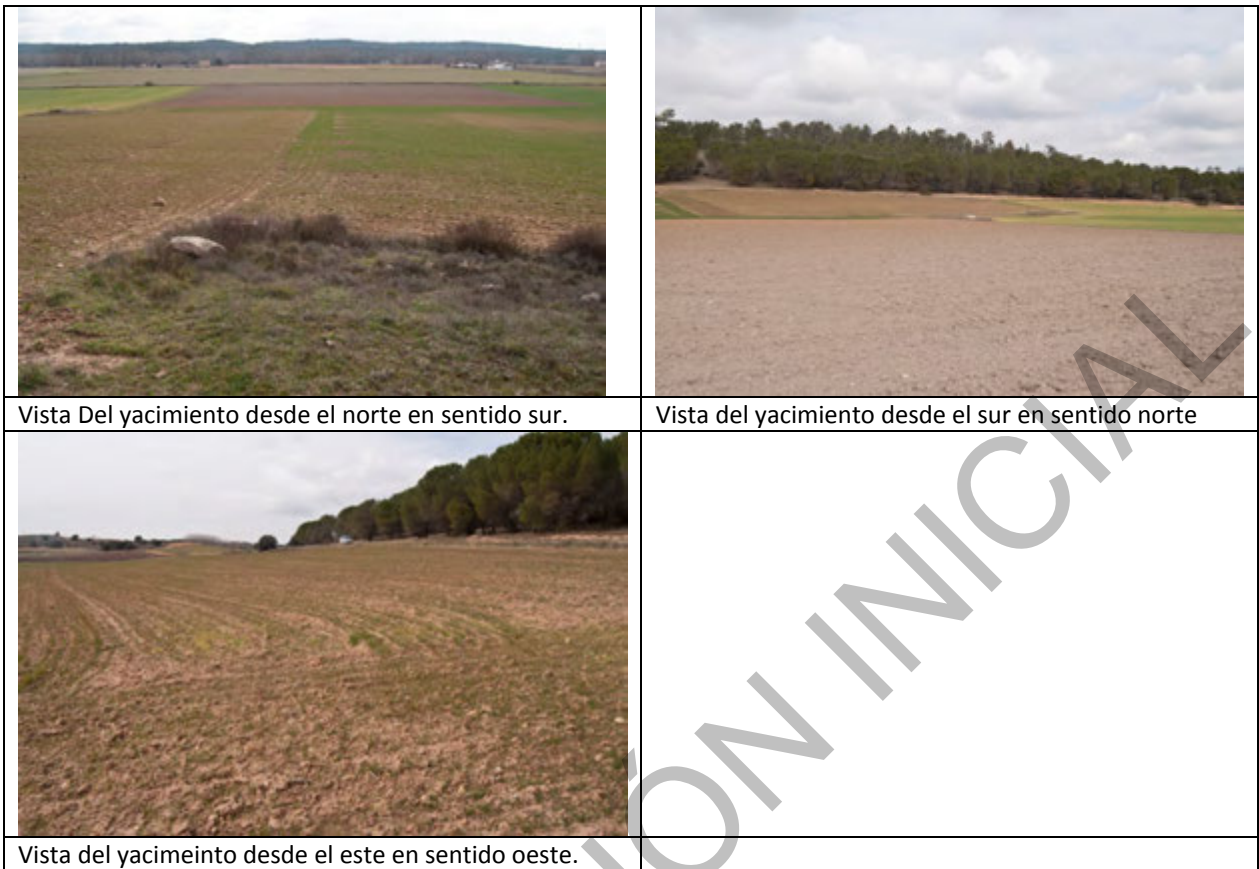 Vista Del yacimiento desde el norte en sentido sur.
Vista del yacimiento desde el sur en sentido norte
Vista del yacimeinto desde el este en sentido oeste.
IÓN INICIAL